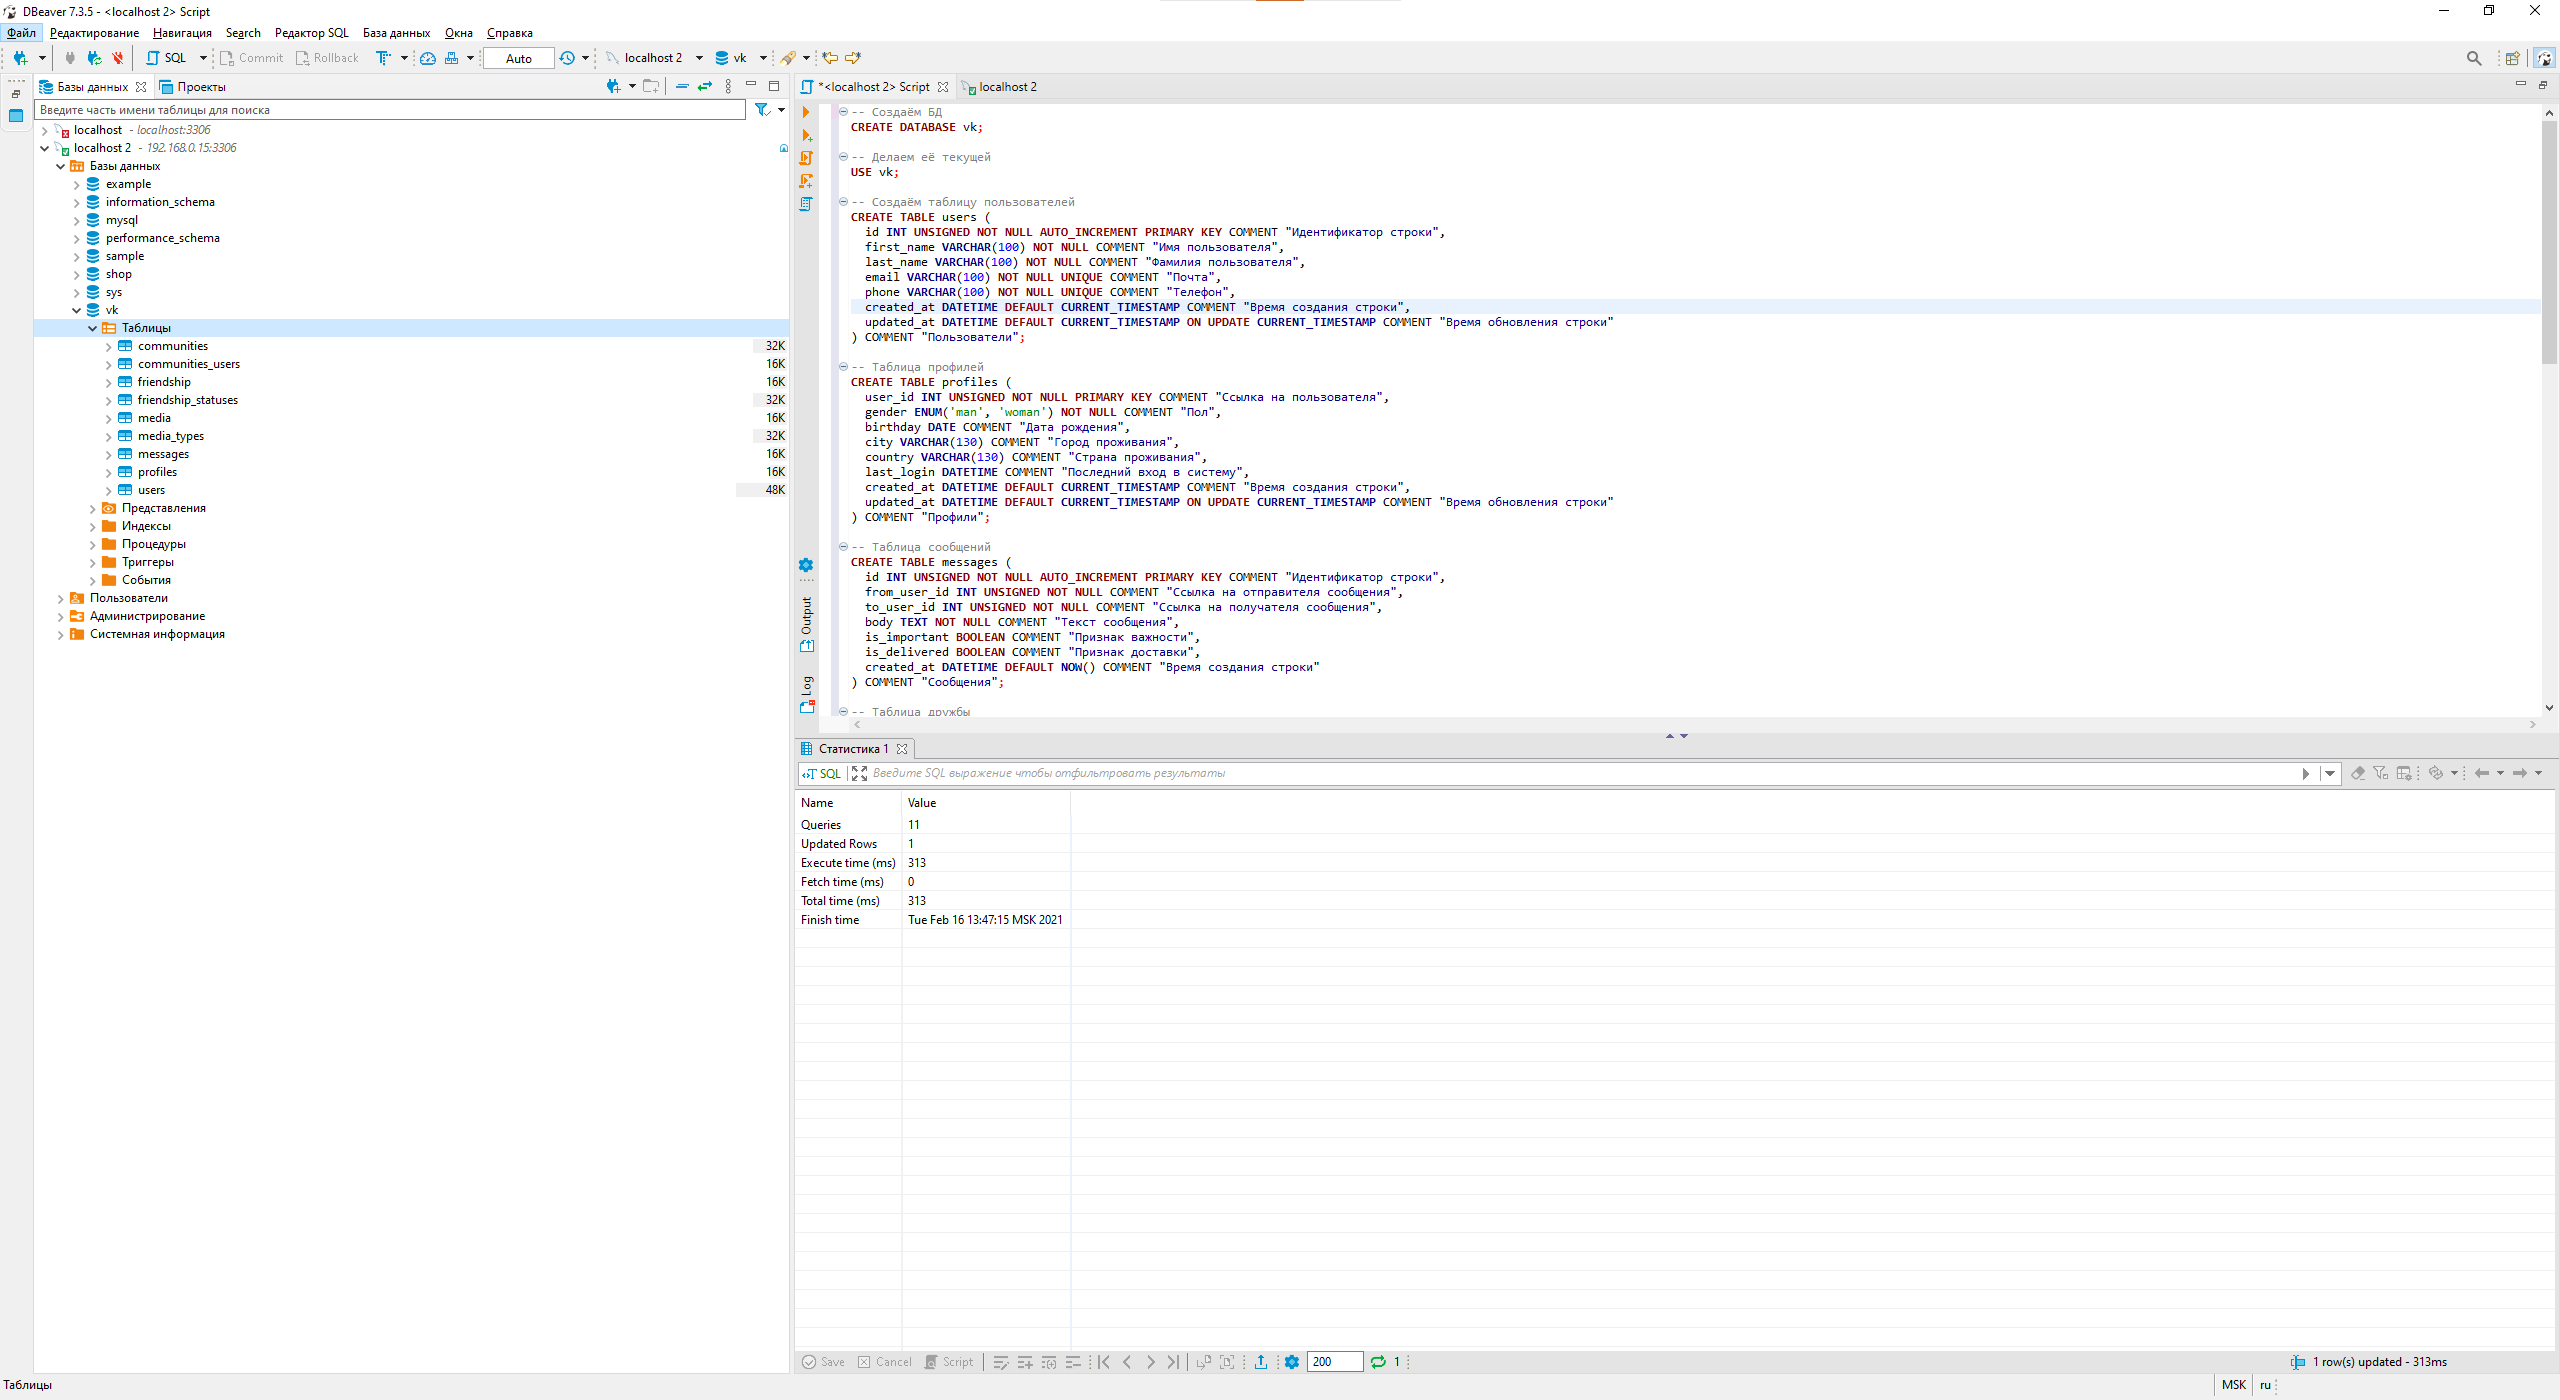 DBeaver 7.3.5 - <localhost 2> Script
Файл Редактирование Навигация Search Редактор SQL База данных Окна Справка
SQL Commit Rollback Auto localhost 2 vk
Базы данных Проекты
Введите часть имени таблицы для поиска
localhost - localhost:3306
localhost 2 - 192.168.0.15:3306
Базы данных
example
information_schema
mysql
performance_schema
sample
shop
sys
vk
Таблицы
communities 32K
communities_users 16K
friendship 16K
friendship_statuses 32K
media 16K
media_types 32K
messages 16K
profiles 16K
users 48K
Представления
Индексы
Процедуры
Триггеры
События
Пользователи
Администрирование
Системная информация
*<localhost 2> Script localhost 2
-- Создаём БД
CREATE DATABASE vk;
-- Делаем её текущей
USE vk;
-- Создаём таблицу пользователей
CREATE TABLE users (
id INT UNSIGNED NOT NULL AUTO_INCREMENT PRIMARY KEY COMMENT "Идентификатор строки",
first_name VARCHAR(100) NOT NULL COMMENT "Имя пользователя",
last_name VARCHAR(100) NOT NULL COMMENT "Фамилия пользователя",
email VARCHAR(100) NOT NULL UNIQUE COMMENT "Почта",
phone VARCHAR(100) NOT NULL UNIQUE COMMENT "Телефон",
created_at DATETIME DEFAULT CURRENT_TIMESTAMP COMMENT "Время создания строки",
updated_at DATETIME DEFAULT CURRENT_TIMESTAMP ON UPDATE CURRENT_TIMESTAMP COMMENT "Время обновления строки"
) COMMENT "Пользователи";
-- Таблица профилей
CREATE TABLE profiles (
user_id INT UNSIGNED NOT NULL PRIMARY KEY COMMENT "Ссылка на пользователя",
gender ENUM('man', 'woman') NOT NULL COMMENT "Пол",
birthday DATE COMMENT "Дата рождения",
city VARCHAR(130) COMMENT "Город проживания",
country VARCHAR(130) COMMENT "Страна проживания",
last_login DATETIME COMMENT "Последний вход в систему",
created_at DATETIME DEFAULT CURRENT_TIMESTAMP COMMENT "Время создания строки",
updated_at DATETIME DEFAULT CURRENT_TIMESTAMP ON UPDATE CURRENT_TIMESTAMP COMMENT "Время обновления строки"
) COMMENT "Профили";
-- Таблица сообщений
CREATE TABLE messages (
id INT UNSIGNED NOT NULL AUTO_INCREMENT PRIMARY KEY COMMENT "Идентификатор строки",
from_user_id INT UNSIGNED NOT NULL COMMENT "Ссылка на отправителя сообщения",
to_user_id INT UNSIGNED NOT NULL COMMENT "Ссылка на получателя сообщения",
body TEXT NOT NULL COMMENT "Текст сообщения",
is_important BOOLEAN COMMENT "Признак важности",
is_delivered BOOLEAN COMMENT "Признак доставки",
created_at DATETIME DEFAULT NOW() COMMENT "Время создания строки"
) COMMENT "Сообщения";
-- Таблица дружбы
Output
Log
Статистика 1
SQL Введите SQL выражение чтобы отфильтровать результаты
Name Value
Queries 11
Updated Rows 1
Execute time (ms) 313
Fetch time (ms) 0
Total time (ms) 313
Finish time Tue Feb 16 13:47:15 MSK 2021
Save Cancel Script 200 1 1 row(s) updated - 313ms
Таблицы MSK ru